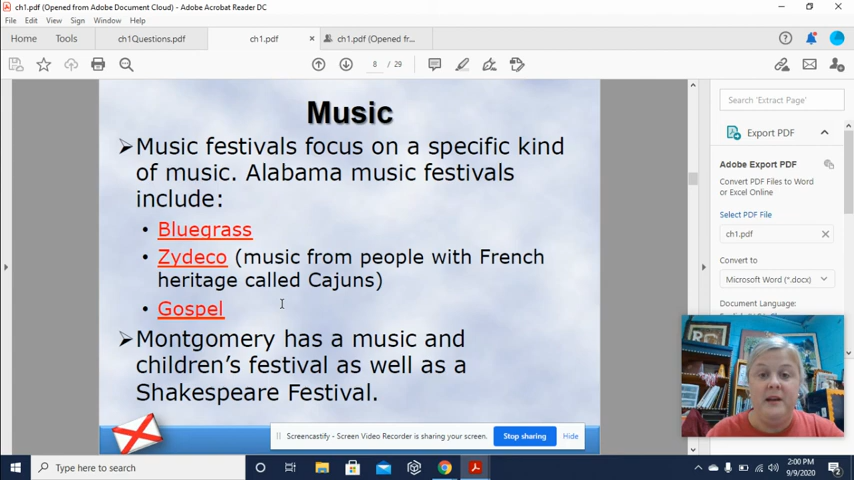 ch1.pdf (Opened from Adobe Document Cloud) - Adobe Acrobat Reader DC
File Edit View Sign Window Help
Home Tools ch1Questions.pdf ch1.pdf × ch1.pdf (Opened fr...
8 / 29
Music
Music festivals focus on a specific kind
of music. Alabama music festivals
include:
• Bluegrass
• Zydeco (music from people with French
heritage called Cajuns)
• Gospel
Montgomery has a music and
children's festival as well as a
Shakespeare Festival.
Search 'Extract Page'
Export PDF
Adobe Export PDF
Convert PDF Files to Word
or Excel Online
Select PDF File
ch1.pdf
Convert to
Microsoft Word (*.docx)
Document Language:
Screencastify - Screen Video Recorder is sharing your screen. Stop sharing Hide
Type here to search
2:00 PM
9/9/2020
2